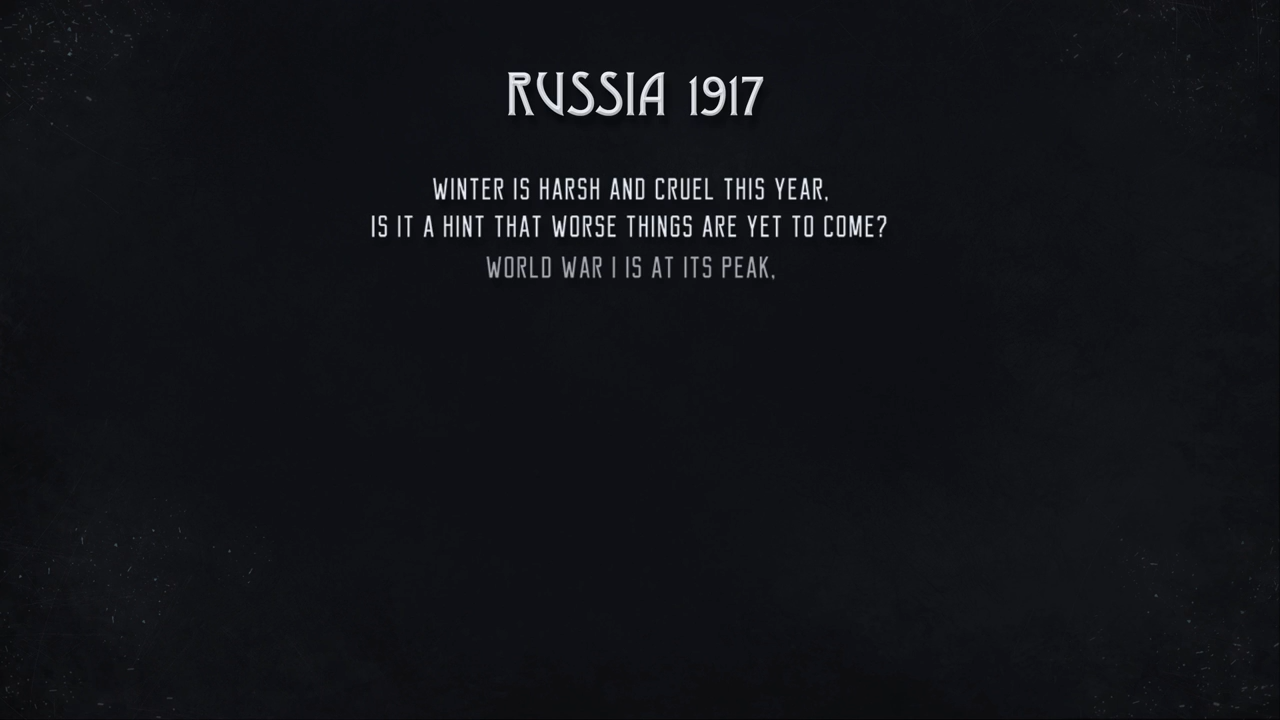 RUSSIA 1917
WINTER IS HARSH AND CRUEL THIS YEAR,
IS IT A HINT THAT WORSE THINGS ARE YET TO COME?
WORLD WAR I IS AT ITS PEAK,